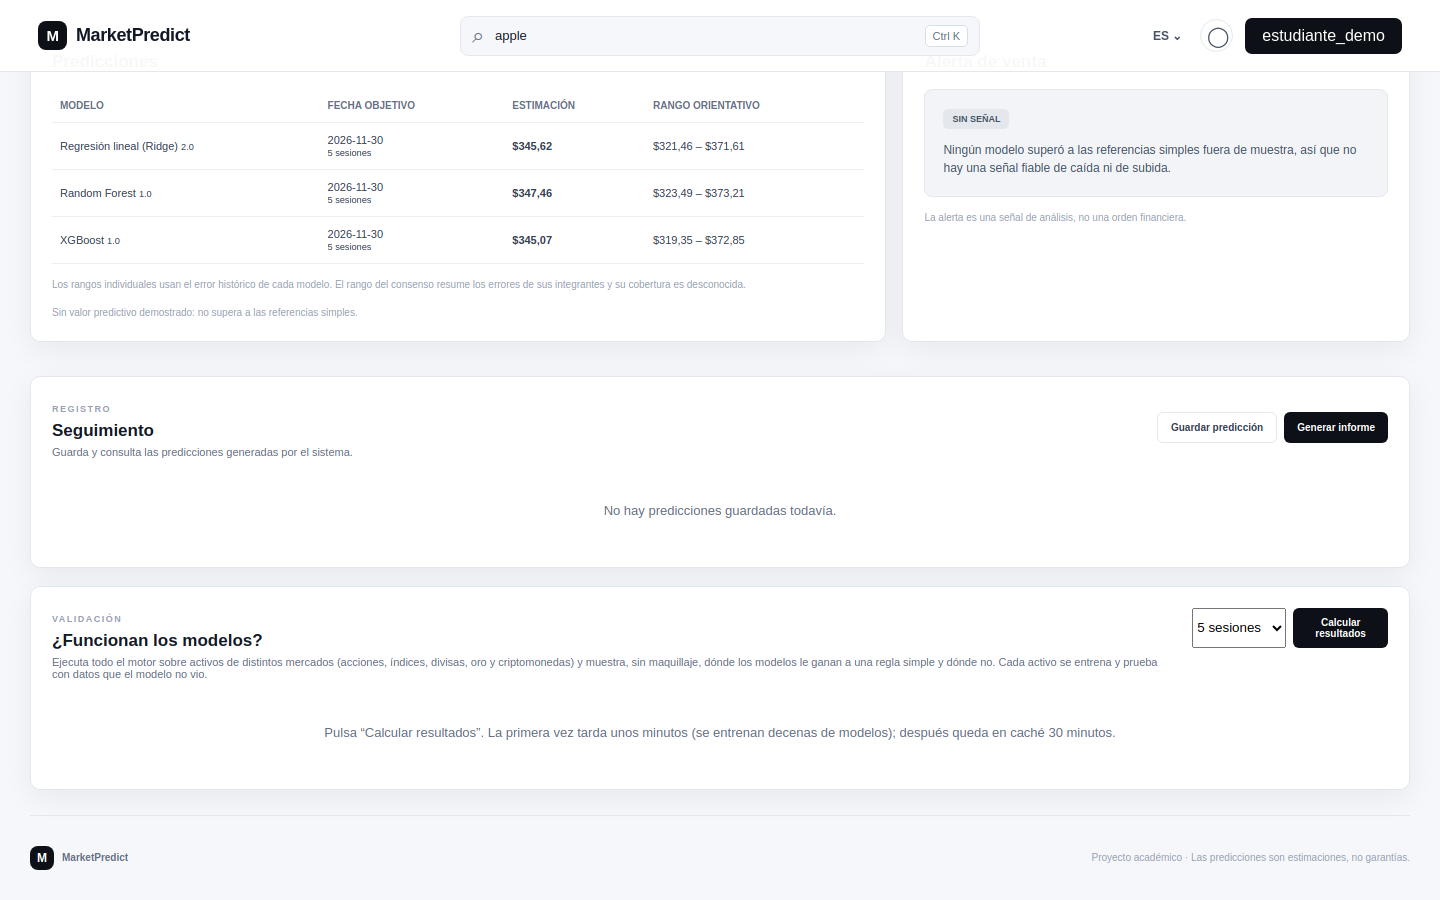 M MarketPredict
apple
Ctrl K
ES
estudiante_demo
Predicciones
MODELO FECHA OBJETIVO ESTIMACIÓN RANGO ORIENTATIVO
Regresión lineal (Ridge) 2.0 2026-11-30 $345,62 $321,46 – $371,61
5 sesiones
Random Forest 1.0 2026-11-30 $347,46 $323,49 – $373,21
5 sesiones
XGBoost 1.0 2026-11-30 $345,07 $319,35 – $372,85
5 sesiones
Los rangos individuales usan el error histórico de cada modelo. El rango del consenso resume los errores de sus integrantes y su cobertura es desconocida.
Sin valor predictivo demostrado: no supera a las referencias simples.
Alerta de venta
SIN SEÑAL
Ningún modelo superó a las referencias simples fuera de muestra, así que no
hay una señal fiable de caída ni de subida.
La alerta es una señal de análisis, no una orden financiera.
REGISTRO
Seguimiento
Guarda y consulta las predicciones generadas por el sistema.
Guardar predicción
Generar informe
No hay predicciones guardadas todavía.
VALIDACIÓN
¿Funcionan los modelos?
Ejecuta todo el motor sobre activos de distintos mercados (acciones, índices, divisas, oro y criptomonedas) y muestra, sin maquillaje, dónde los modelos le ganan a una regla simple y dónde no. Cada activo se entrena y prueba
con datos que el modelo no vio.
5 sesiones
Calcular
resultados
Pulsa “Calcular resultados”. La primera vez tarda unos minutos (se entrenan decenas de modelos); después queda en caché 30 minutos.
M MarketPredict
Proyecto académico · Las predicciones son estimaciones, no garantías.